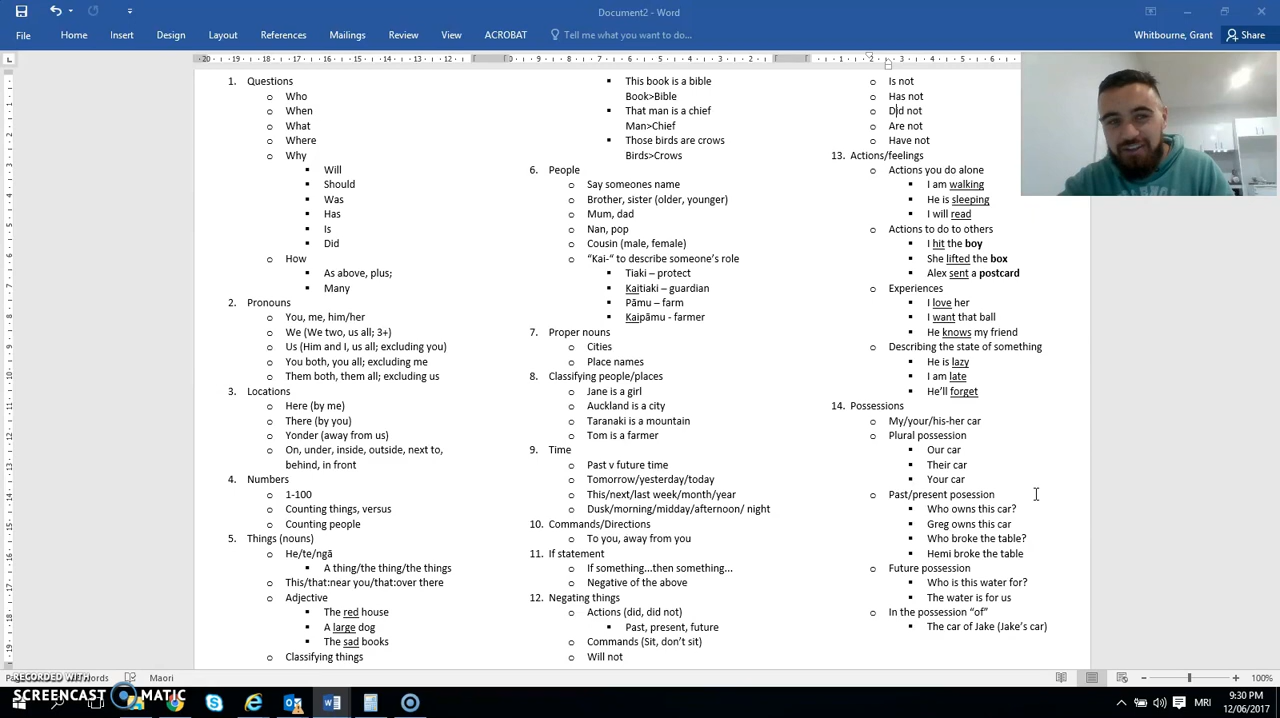 Document2 - Word
File Home Insert Design Layout References Mailings Review View ACROBAT Tell me what you want to do... Whitbourne, Grant Share
1. Questions
o Who
o When
o What
o Where
o Why
▪ Will
▪ Should
▪ Was
▪ Has
▪ Is
▪ Did
o How
▪ As above, plus;
▪ Many
2. Pronouns
o You, me, him/her
o We (We two, us all; 3+)
o Us (Him and I, us all; excluding you)
o You both, you all; excluding me
o Them both, them all; excluding us
3. Locations
o Here (by me)
o There (by you)
o Yonder (away from us)
o On, under, inside, outside, next to,
behind, in front
4. Numbers
o 1-100
o Counting things, versus
o Counting people
5. Things (nouns)
o He/te/ngā
▪ A thing/the thing/the things
o This/that:near you/that:over there
o Adjective
▪ The red house
▪ A large dog
▪ The sad books
o Classifying things
▪ This book is a bible
Book>Bible
▪ That man is a chief
Man>Chief
▪ Those birds are crows
Birds>Crows
6. People
o Say someones name
o Brother, sister (older, younger)
o Mum, dad
o Nan, pop
o Cousin (male, female)
o "Kai-" to describe someone's role
▪ Tiaki – protect
▪ Kaitiaki – guardian
▪ Pāmu – farm
▪ Kaipāmu - farmer
7. Proper nouns
o Cities
o Place names
8. Classifying people/places
o Jane is a girl
o Auckland is a city
o Taranaki is a mountain
o Tom is a farmer
9. Time
o Past v future time
o Tomorrow/yesterday/today
o This/next/last week/month/year
o Dusk/morning/midday/afternoon/ night
10. Commands/Directions
o To you, away from you
11. If statement
o If something...then something...
o Negative of the above
12. Negating things
o Actions (did, did not)
▪ Past, present, future
o Commands (Sit, don't sit)
o Will not
o Is not
o Has not
o Did not
o Are not
o Have not
13. Actions/feelings
o Actions you do alone
▪ I am walking
▪ He is sleeping
▪ I will read
o Actions to do to others
▪ I hit the boy
▪ She lifted the box
▪ Alex sent a postcard
o Experiences
▪ I love her
▪ I want that ball
▪ He knows my friend
o Describing the state of something
▪ He is lazy
▪ I am late
▪ He'll forget
14. Possessions
o My/your/his-her car
o Plural possession
▪ Our car
▪ Their car
▪ Your car
o Past/present posession
▪ Who owns this car?
▪ Greg owns this car
▪ Who broke the table?
▪ Hemi broke the table
o Future possession
▪ Who is this water for?
▪ The water is for us
o In the possession "of"
▪ The car of Jake (Jake's car)
RECORDED WITH
SCREENCAST MATIC
Maori 100%
MRI 9:30 PM
12/06/2017